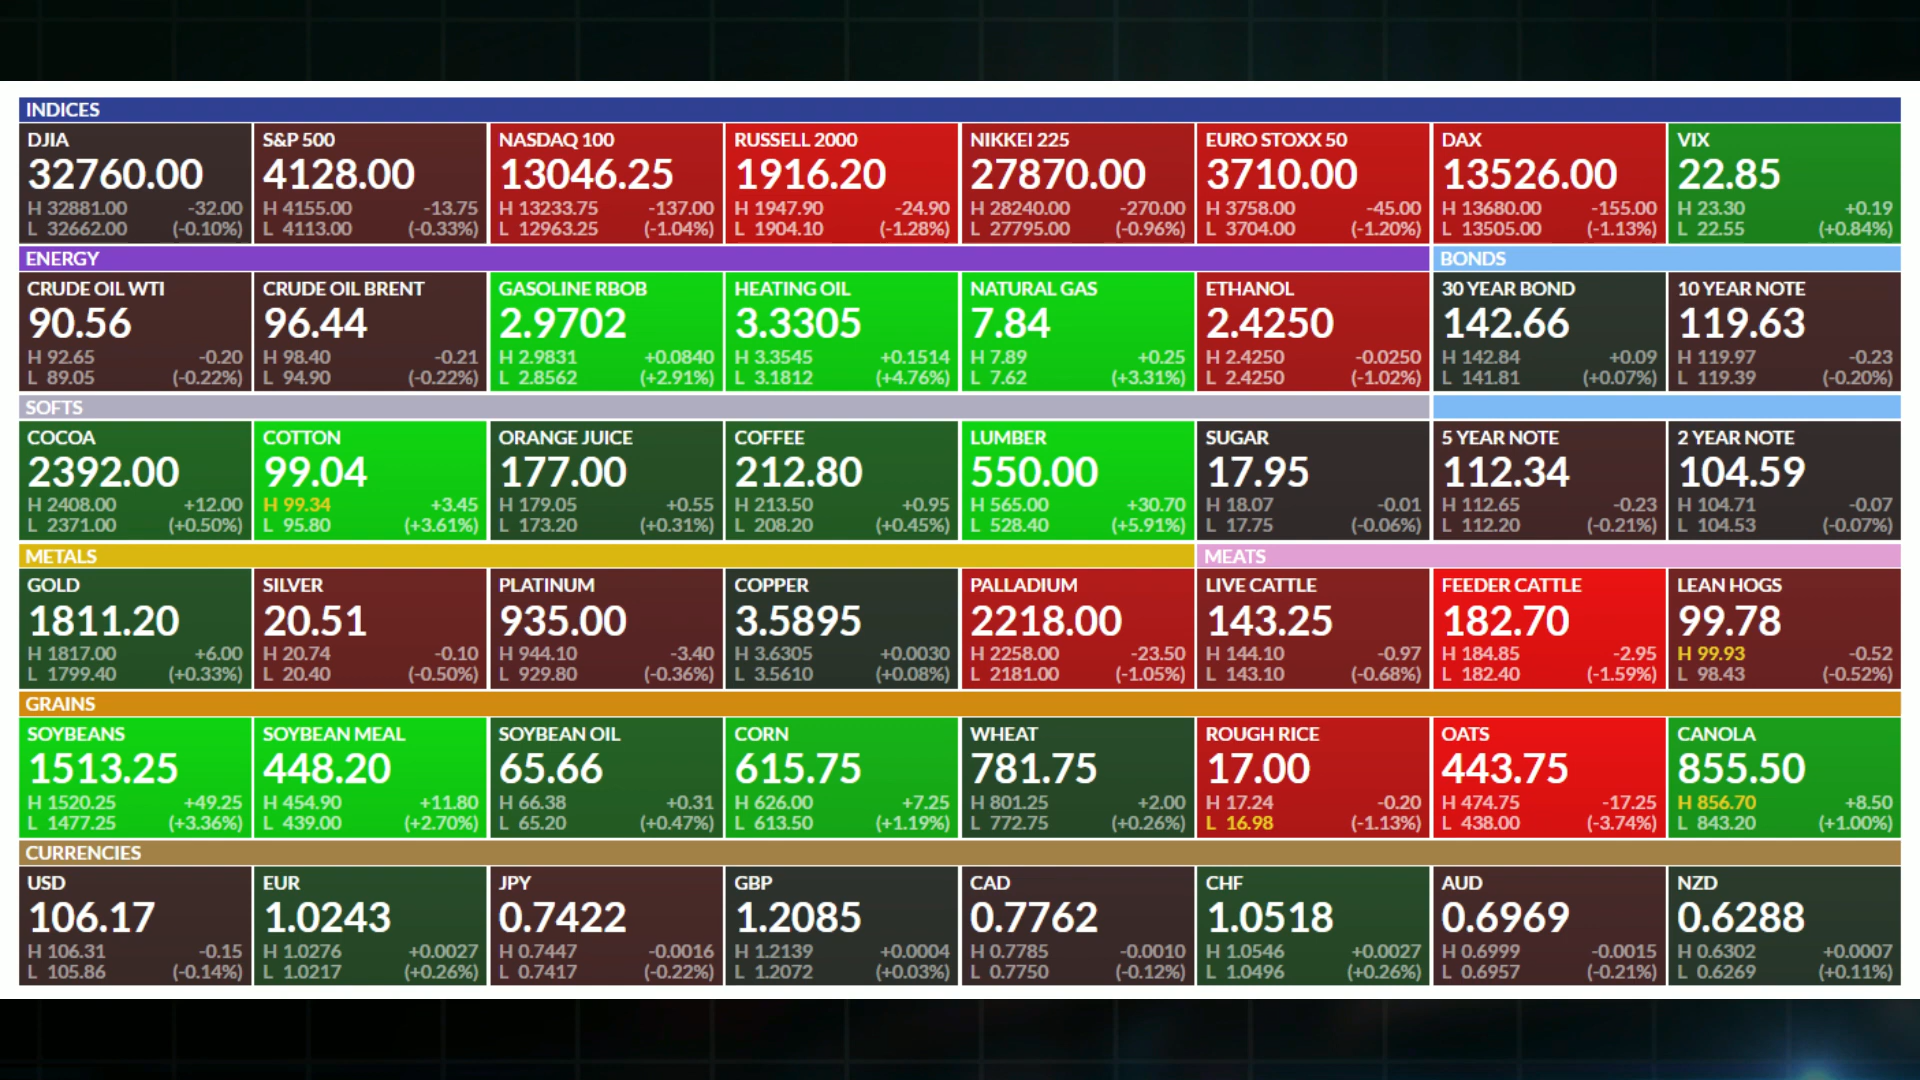 INDICES
DJIA
32760.00
H 32881.00 -32.00
L 32662.00 (-0.10%)
S&P 500
4128.00
H 4155.00 -13.75
L 4113.00 (-0.33%)
NASDAQ 100
13046.25
H 13233.75 -137.00
L 12963.25 (-1.04%)
RUSSELL 2000
1916.20
H 1947.90 -24.90
L 1904.10 (-1.28%)
NIKKEI 225
27870.00
H 28240.00 -270.00
L 27795.00 (-0.96%)
EURO STOXX 50
3710.00
H 3758.00 -45.00
L 3704.00 (-1.20%)
DAX
13526.00
H 13680.00 -155.00
L 13505.00 (-1.13%)
VIX
22.85
H 23.30 +0.19
L 22.55 (+0.84%)
ENERGY
CRUDE OIL WTI
90.56
H 92.65 -0.20
L 89.05 (-0.22%)
CRUDE OIL BRENT
96.44
H 98.40 -0.21
L 94.90 (-0.22%)
GASOLINE RBOB
2.9702
H 2.9831 +0.0840
L 2.8562 (+2.91%)
HEATING OIL
3.3305
H 3.3545 +0.1514
L 3.1812 (+4.76%)
NATURAL GAS
7.84
H 7.89 +0.25
L 7.62 (+3.31%)
ETHANOL
2.4250
H 2.4250 -0.0250
L 2.4250 (-1.02%)
BONDS
30 YEAR BOND
142.66
H 142.84 +0.09
L 141.81 (+0.07%)
10 YEAR NOTE
119.63
H 119.97 -0.23
L 119.39 (-0.20%)
SOFTS
COCOA
2392.00
H 2408.00 +12.00
L 2371.00 (+0.50%)
COTTON
99.04
H 99.34 +3.45
L 95.80 (+3.61%)
ORANGE JUICE
177.00
H 179.05 +0.55
L 173.20 (+0.31%)
COFFEE
212.80
H 213.50 +0.95
L 208.20 (+0.45%)
LUMBER
550.00
H 565.00 +30.70
L 528.40 (+5.91%)
SUGAR
17.95
H 18.07 -0.01
L 17.75 (-0.06%)
5 YEAR NOTE
112.34
H 112.65 -0.23
L 112.20 (-0.21%)
2 YEAR NOTE
104.59
H 104.71 -0.07
L 104.53 (-0.07%)
METALS
GOLD
1811.20
H 1817.00 +6.00
L 1799.40 (+0.33%)
SILVER
20.51
H 20.74 -0.10
L 20.40 (-0.50%)
PLATINUM
935.00
H 944.10 -3.40
L 929.80 (-0.36%)
COPPER
3.5895
H 3.6305 +0.0030
L 3.5610 (+0.08%)
PALLADIUM
2218.00
H 2258.00 -23.50
L 2181.00 (-1.05%)
MEATS
LIVE CATTLE
143.25
H 144.10 -0.97
L 143.10 (-0.68%)
FEEDER CATTLE
182.70
H 184.85 -2.95
L 182.40 (-1.59%)
LEAN HOGS
99.78
H 99.93 -0.52
L 98.43 (-0.52%)
GRAINS
SOYBEANS
1513.25
H 1520.25 +49.25
L 1477.25 (+3.36%)
SOYBEAN MEAL
448.20
H 454.90 +11.80
L 439.00 (+2.70%)
SOYBEAN OIL
65.66
H 66.38 +0.31
L 65.20 (+0.47%)
CORN
615.75
H 626.00 +7.25
L 613.50 (+1.19%)
WHEAT
781.75
H 801.25 +2.00
L 772.75 (+0.26%)
ROUGH RICE
17.00
H 17.24 -0.20
L 16.98 (-1.13%)
OATS
443.75
H 474.75 -17.25
L 438.00 (-3.74%)
CANOLA
855.50
H 856.70 +8.50
L 843.20 (+1.00%)
CURRENCIES
USD
106.17
H 106.31 -0.15
L 105.86 (-0.14%)
EUR
1.0243
H 1.0276 +0.0027
L 1.0217 (+0.26%)
JPY
0.7422
H 0.7447 -0.0016
L 0.7417 (-0.22%)
GBP
1.2085
H 1.2139 +0.0004
L 1.2072 (+0.03%)
CAD
0.7762
H 0.7785 -0.0010
L 0.7750 (-0.12%)
CHF
1.0518
H 1.0546 +0.0027
L 1.0496 (+0.26%)
AUD
0.6969
H 0.6999 -0.0015
L 0.6957 (-0.21%)
NZD
0.6288
H 0.6302 +0.0007
L 0.6269 (+0.11%)